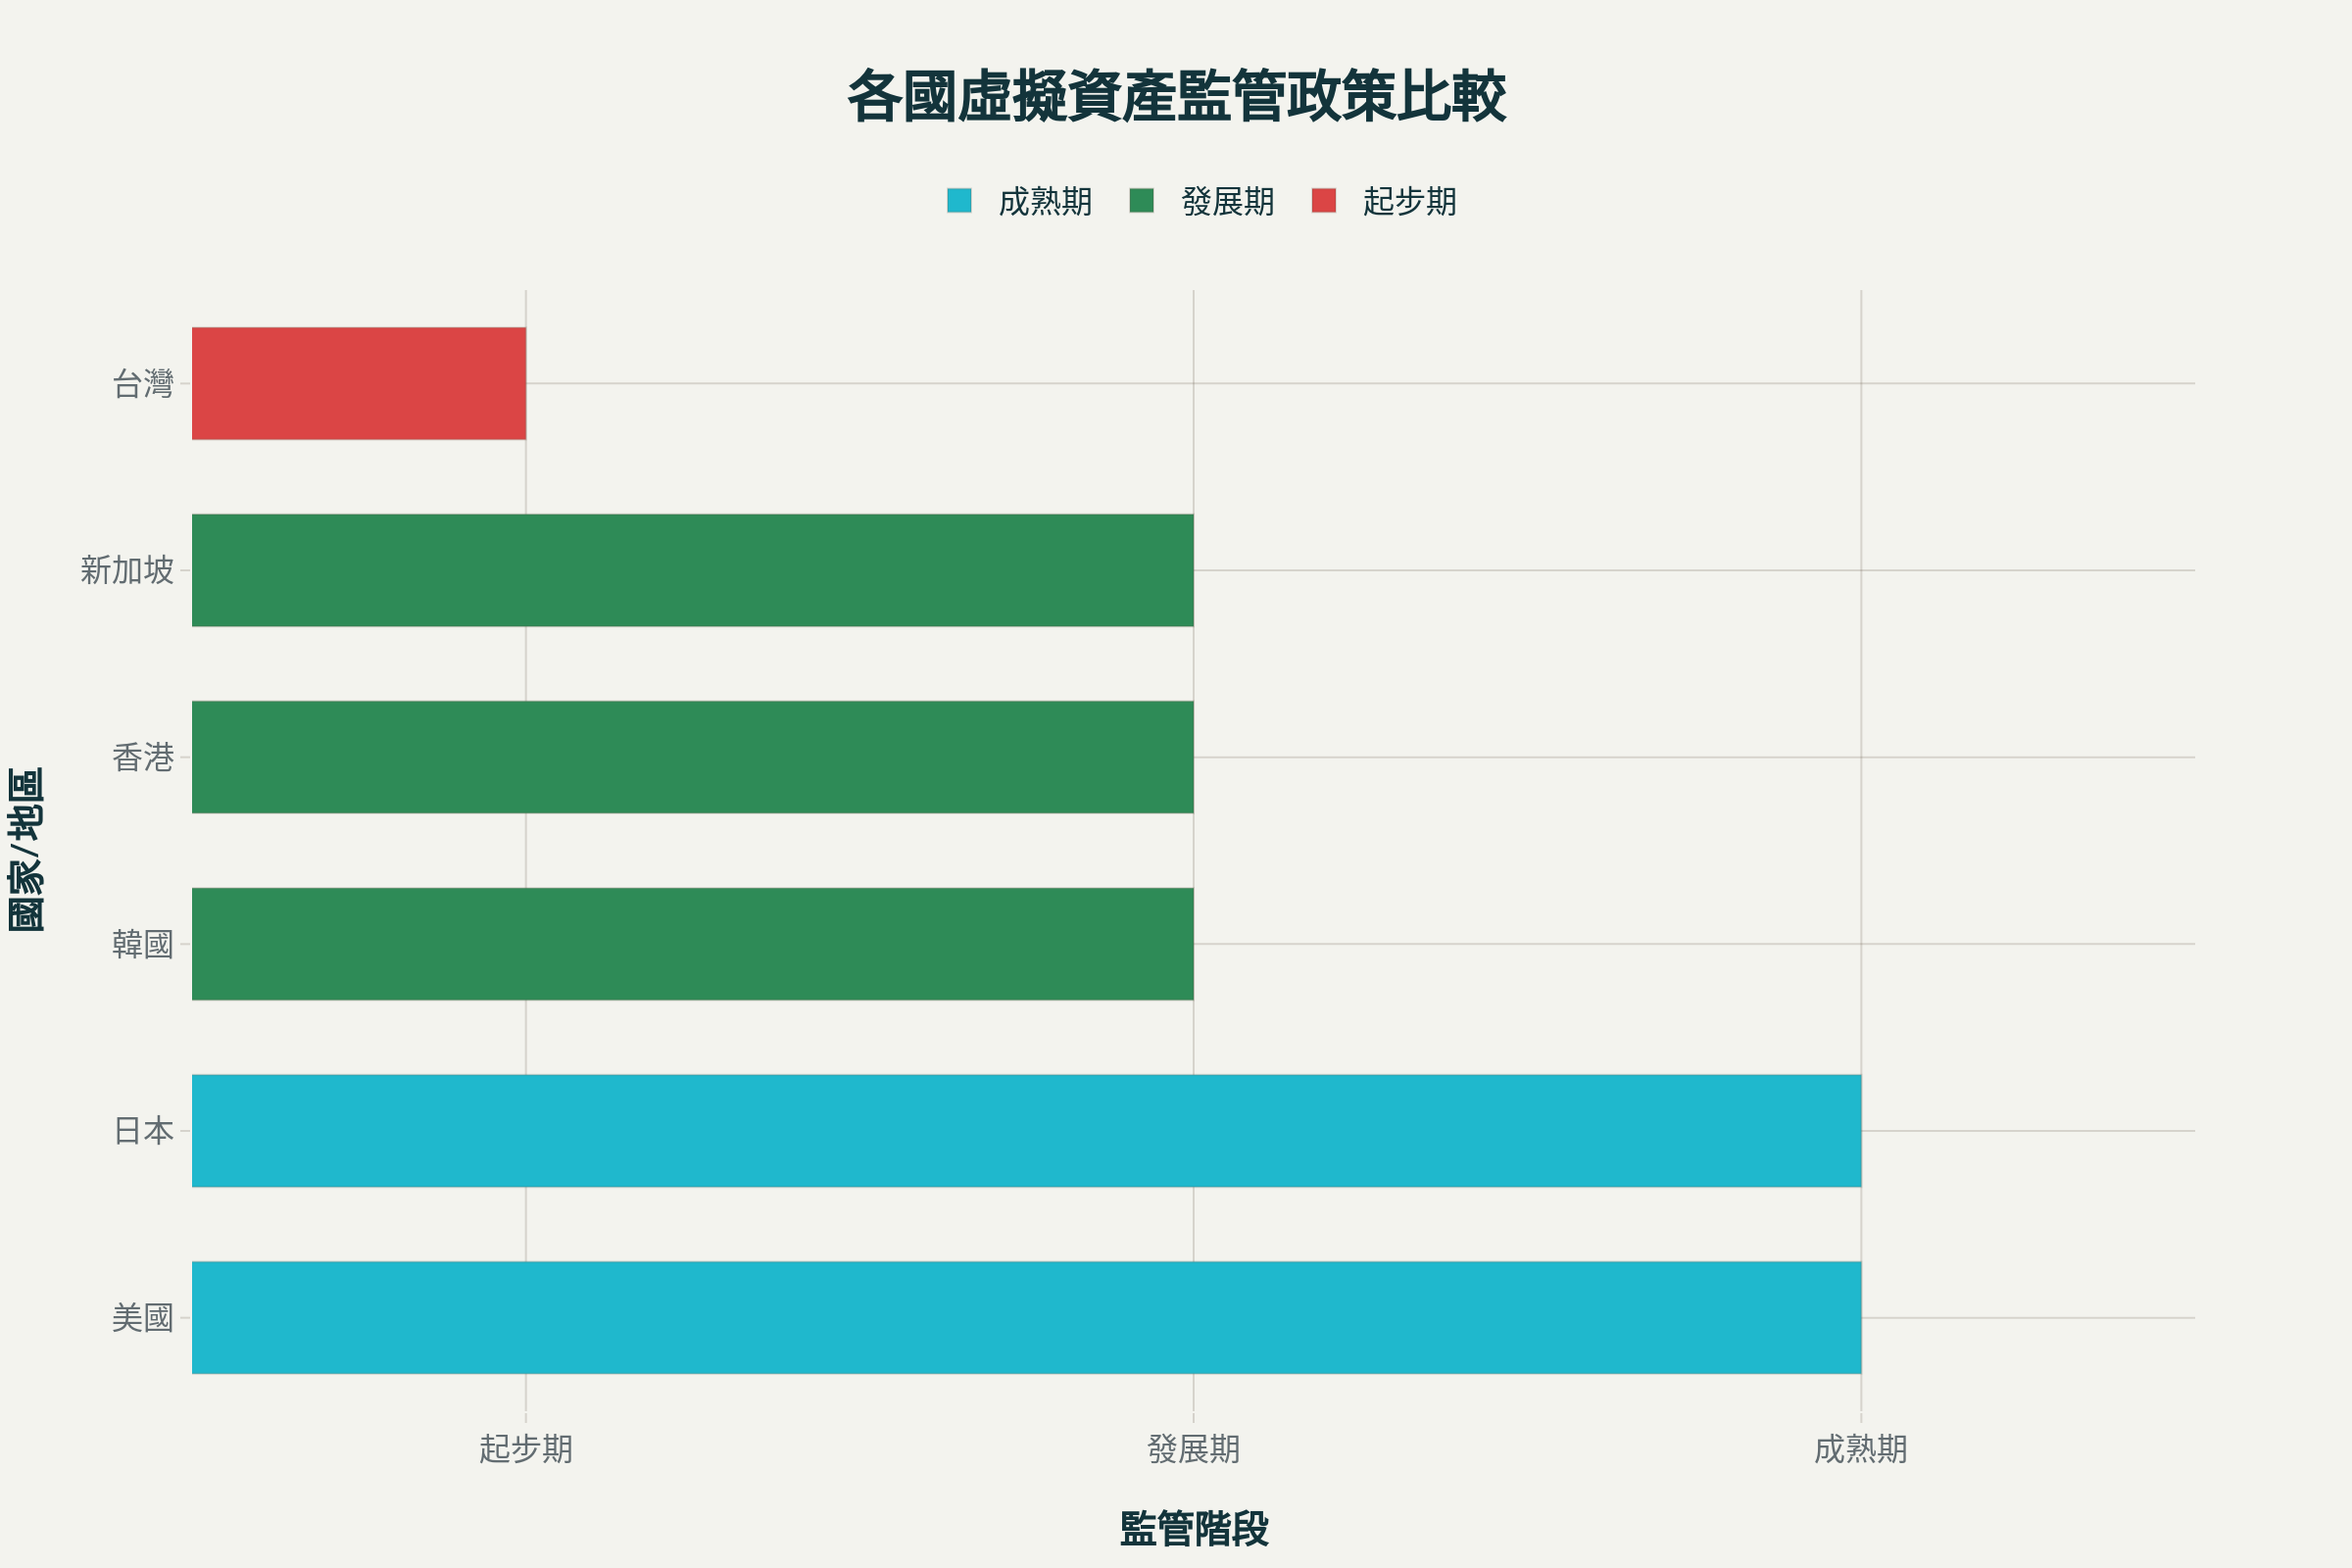 各國虛擬資產監管政策比較
成熟期 發展期 起步期
國家/地區
台灣
新加坡
香港
韓國
日本
美國
起步期 發展期 成熟期
監管階段